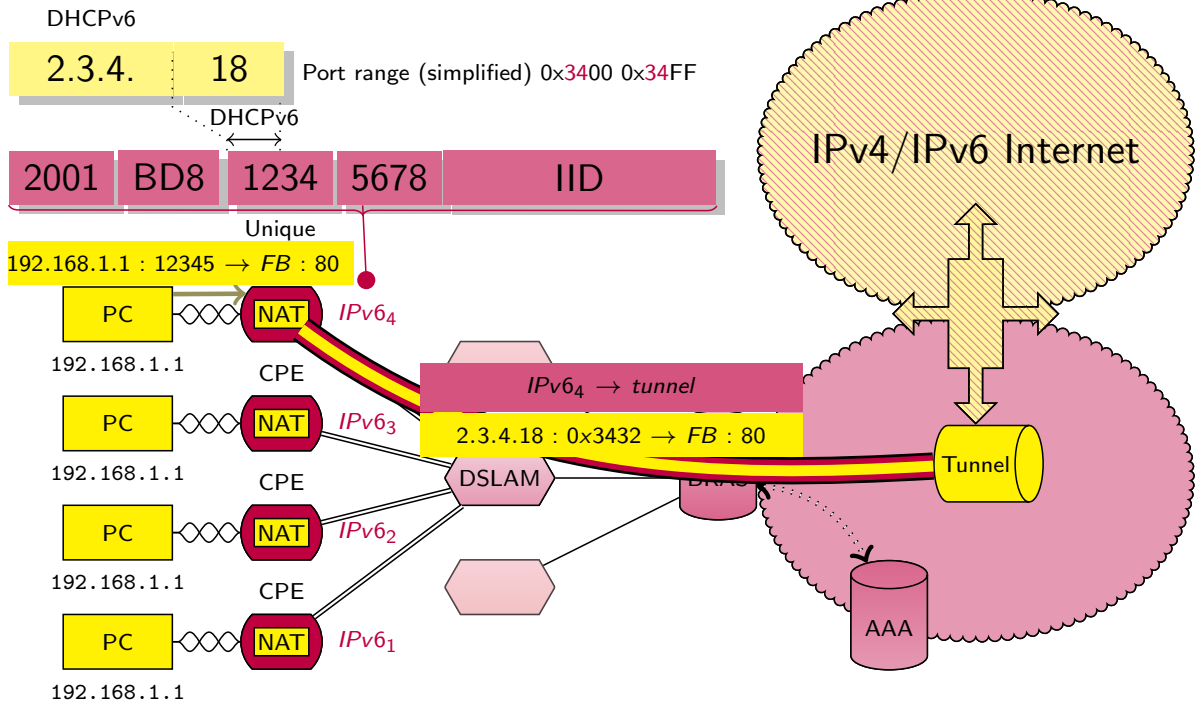 DHCPv6
2.3.4. 18
Port range (simplified) 0x3400 0x34FF
DHCPv6
2001 BD8 1234 5678 IID
Unique
192.168.1.1 : 12345 → FB : 80
IPv4/IPv6 Internet
PC NAT IPv6₄
192.168.1.1
CPE
IPv6₄ → tunnel
PC NAT IPv6₃
2.3.4.18 : 0x3432 → FB : 80
192.168.1.1
CPE
DSLAM
Tunnel
PC NAT IPv6₂
192.168.1.1
CPE
AAA
PC NAT IPv6₁
192.168.1.1